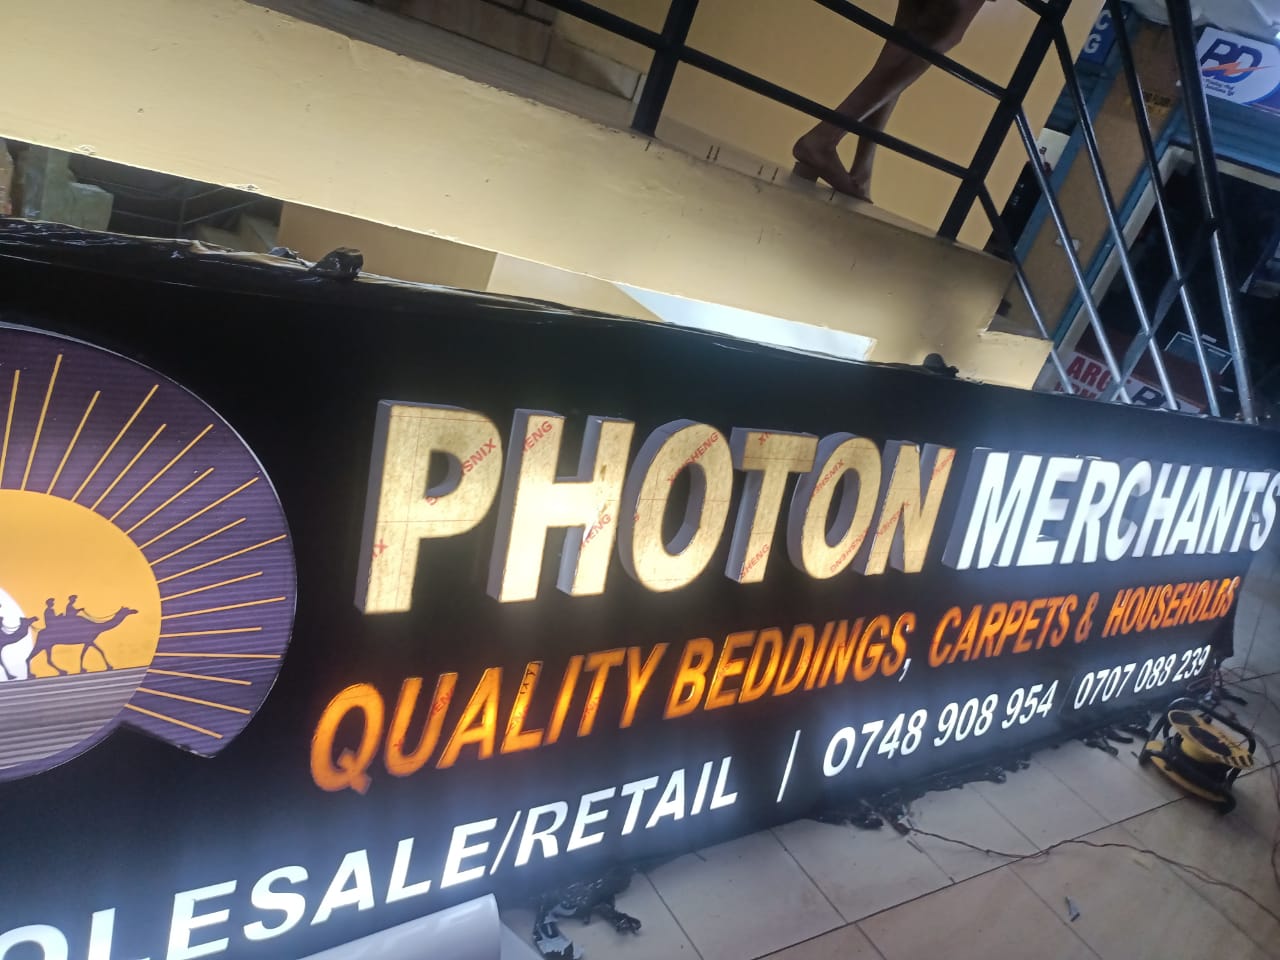 PHOTON MERCHANTS
QUALITY BEDDINGS, CARPETS & HOUSEHOLDS
OLESALE/RETAIL / 0748 908 954 / 0707 088 239